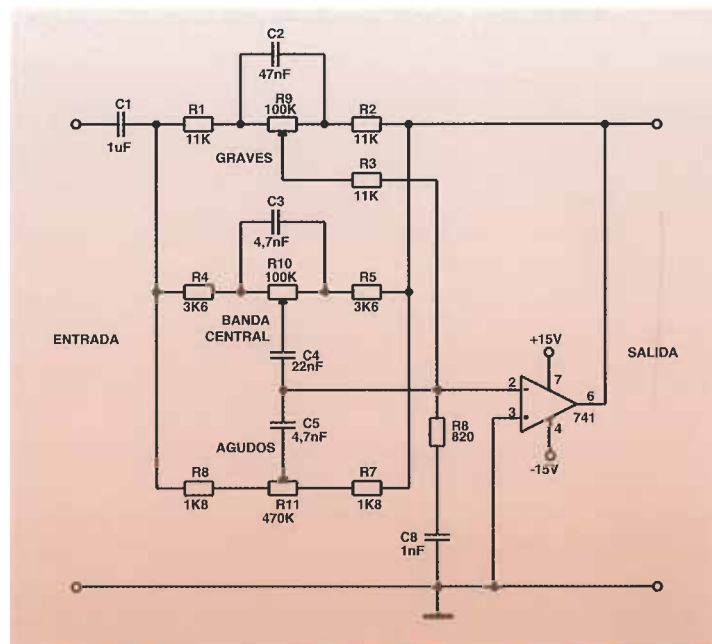 C2
47nF
C1
1uF
R1
11K
R9
100K
R2
11K
GRAVES
R3
11K
C3
4,7nF
R4
3K6
R10
100K
R5
3K6
BANDA
CENTRAL
ENTRADA
C4
22nF
C5
4,7nF
AGUDOS
R8
1K8
R11
470K
R7
1K8
R8
820
C8
1nF
+15V
7
2
-
6
3
+
741
4
-15V
SALIDA